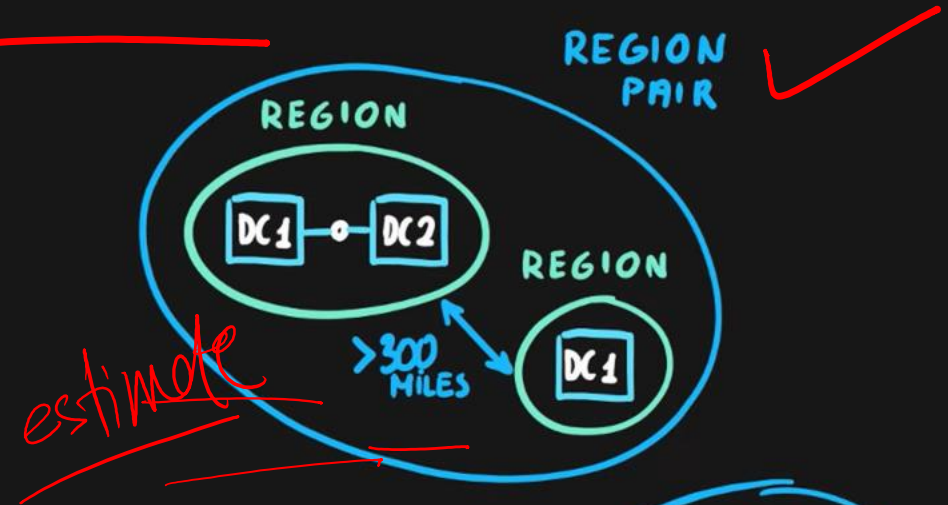 REGION
PAIR
REGION
DC1
DC2
REGION
>300
MILES
DC1
estimate